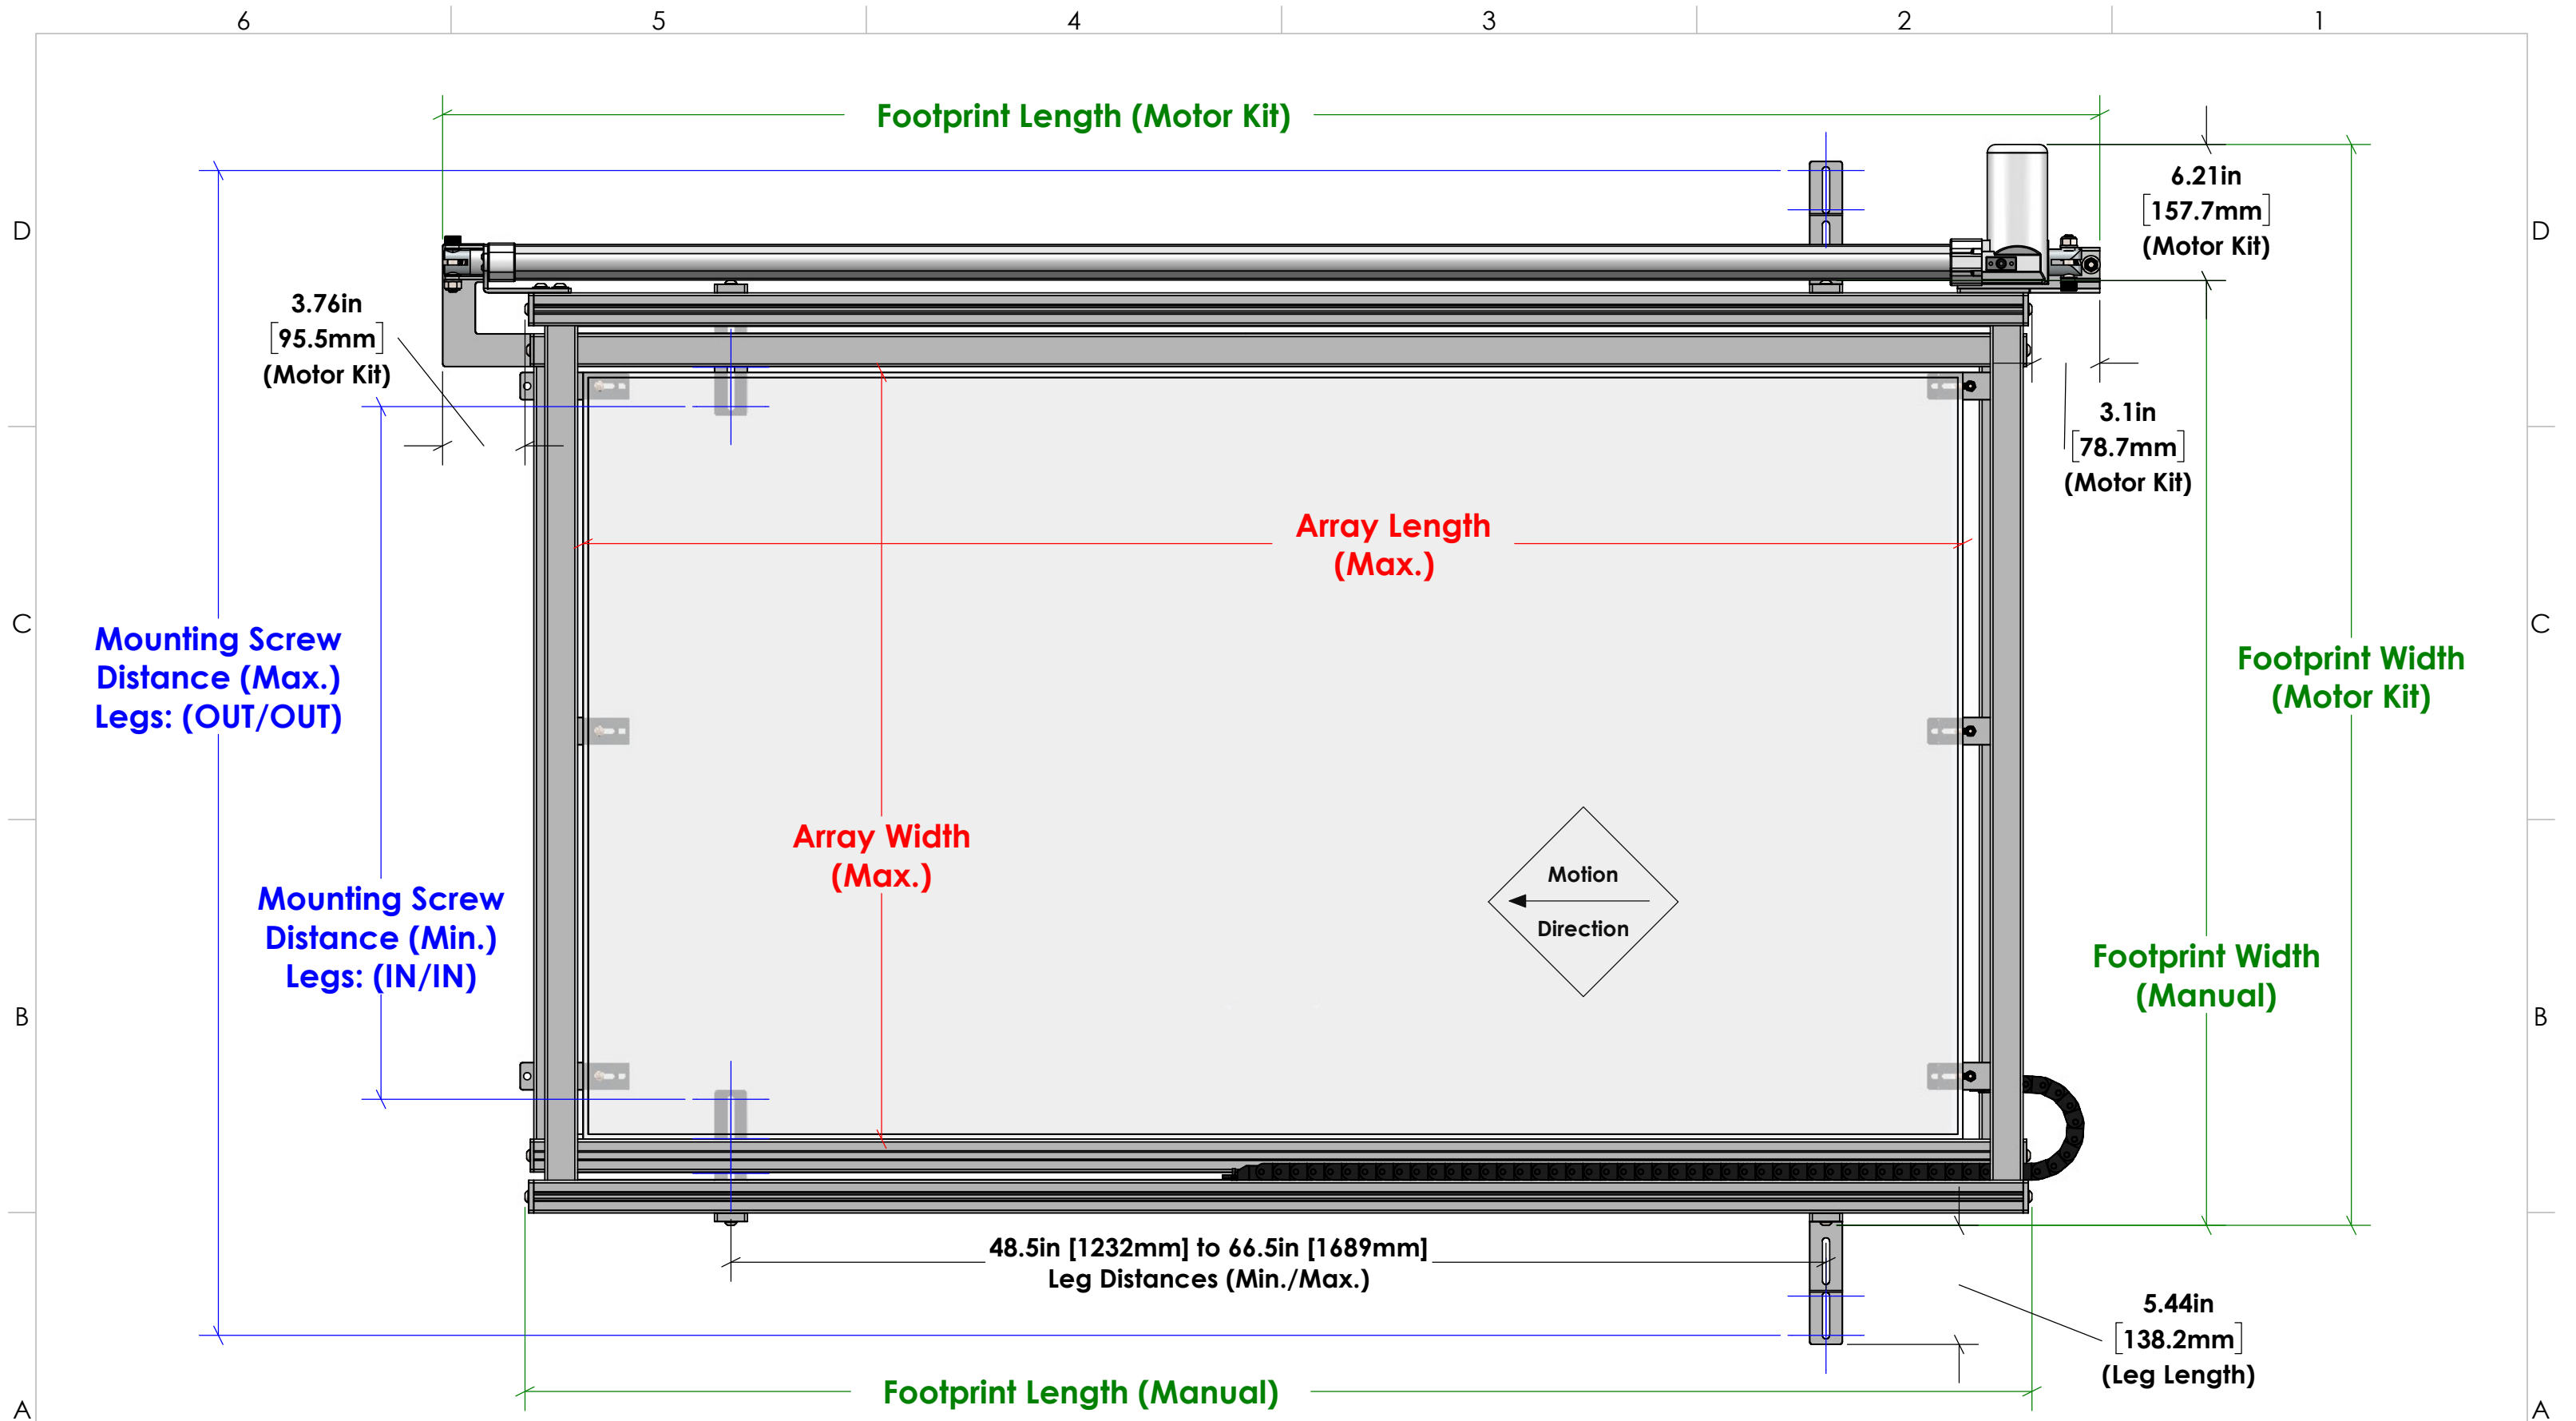 6 5 4 3 2 1
Footprint Length (Motor Kit)
6.21in
[157.7mm]
(Motor Kit)
D D
3.76in
[95.5mm]
(Motor Kit)
3.1in
[78.7mm]
(Motor Kit)
Array Length
(Max.)
C C
Mounting Screw
Distance (Max.)
Legs: (OUT/OUT)
Footprint Width
(Motor Kit)
Array Width
(Max.)
Motion
Direction
Mounting Screw
Distance (Min.)
Legs: (IN/IN)
Footprint Width
(Manual)
B B
48.5in [1232mm] to 66.5in [1689mm]
Leg Distances (Min./Max.)
5.44in
[138.2mm]
(Leg Length)
Footprint Length (Manual)
A A